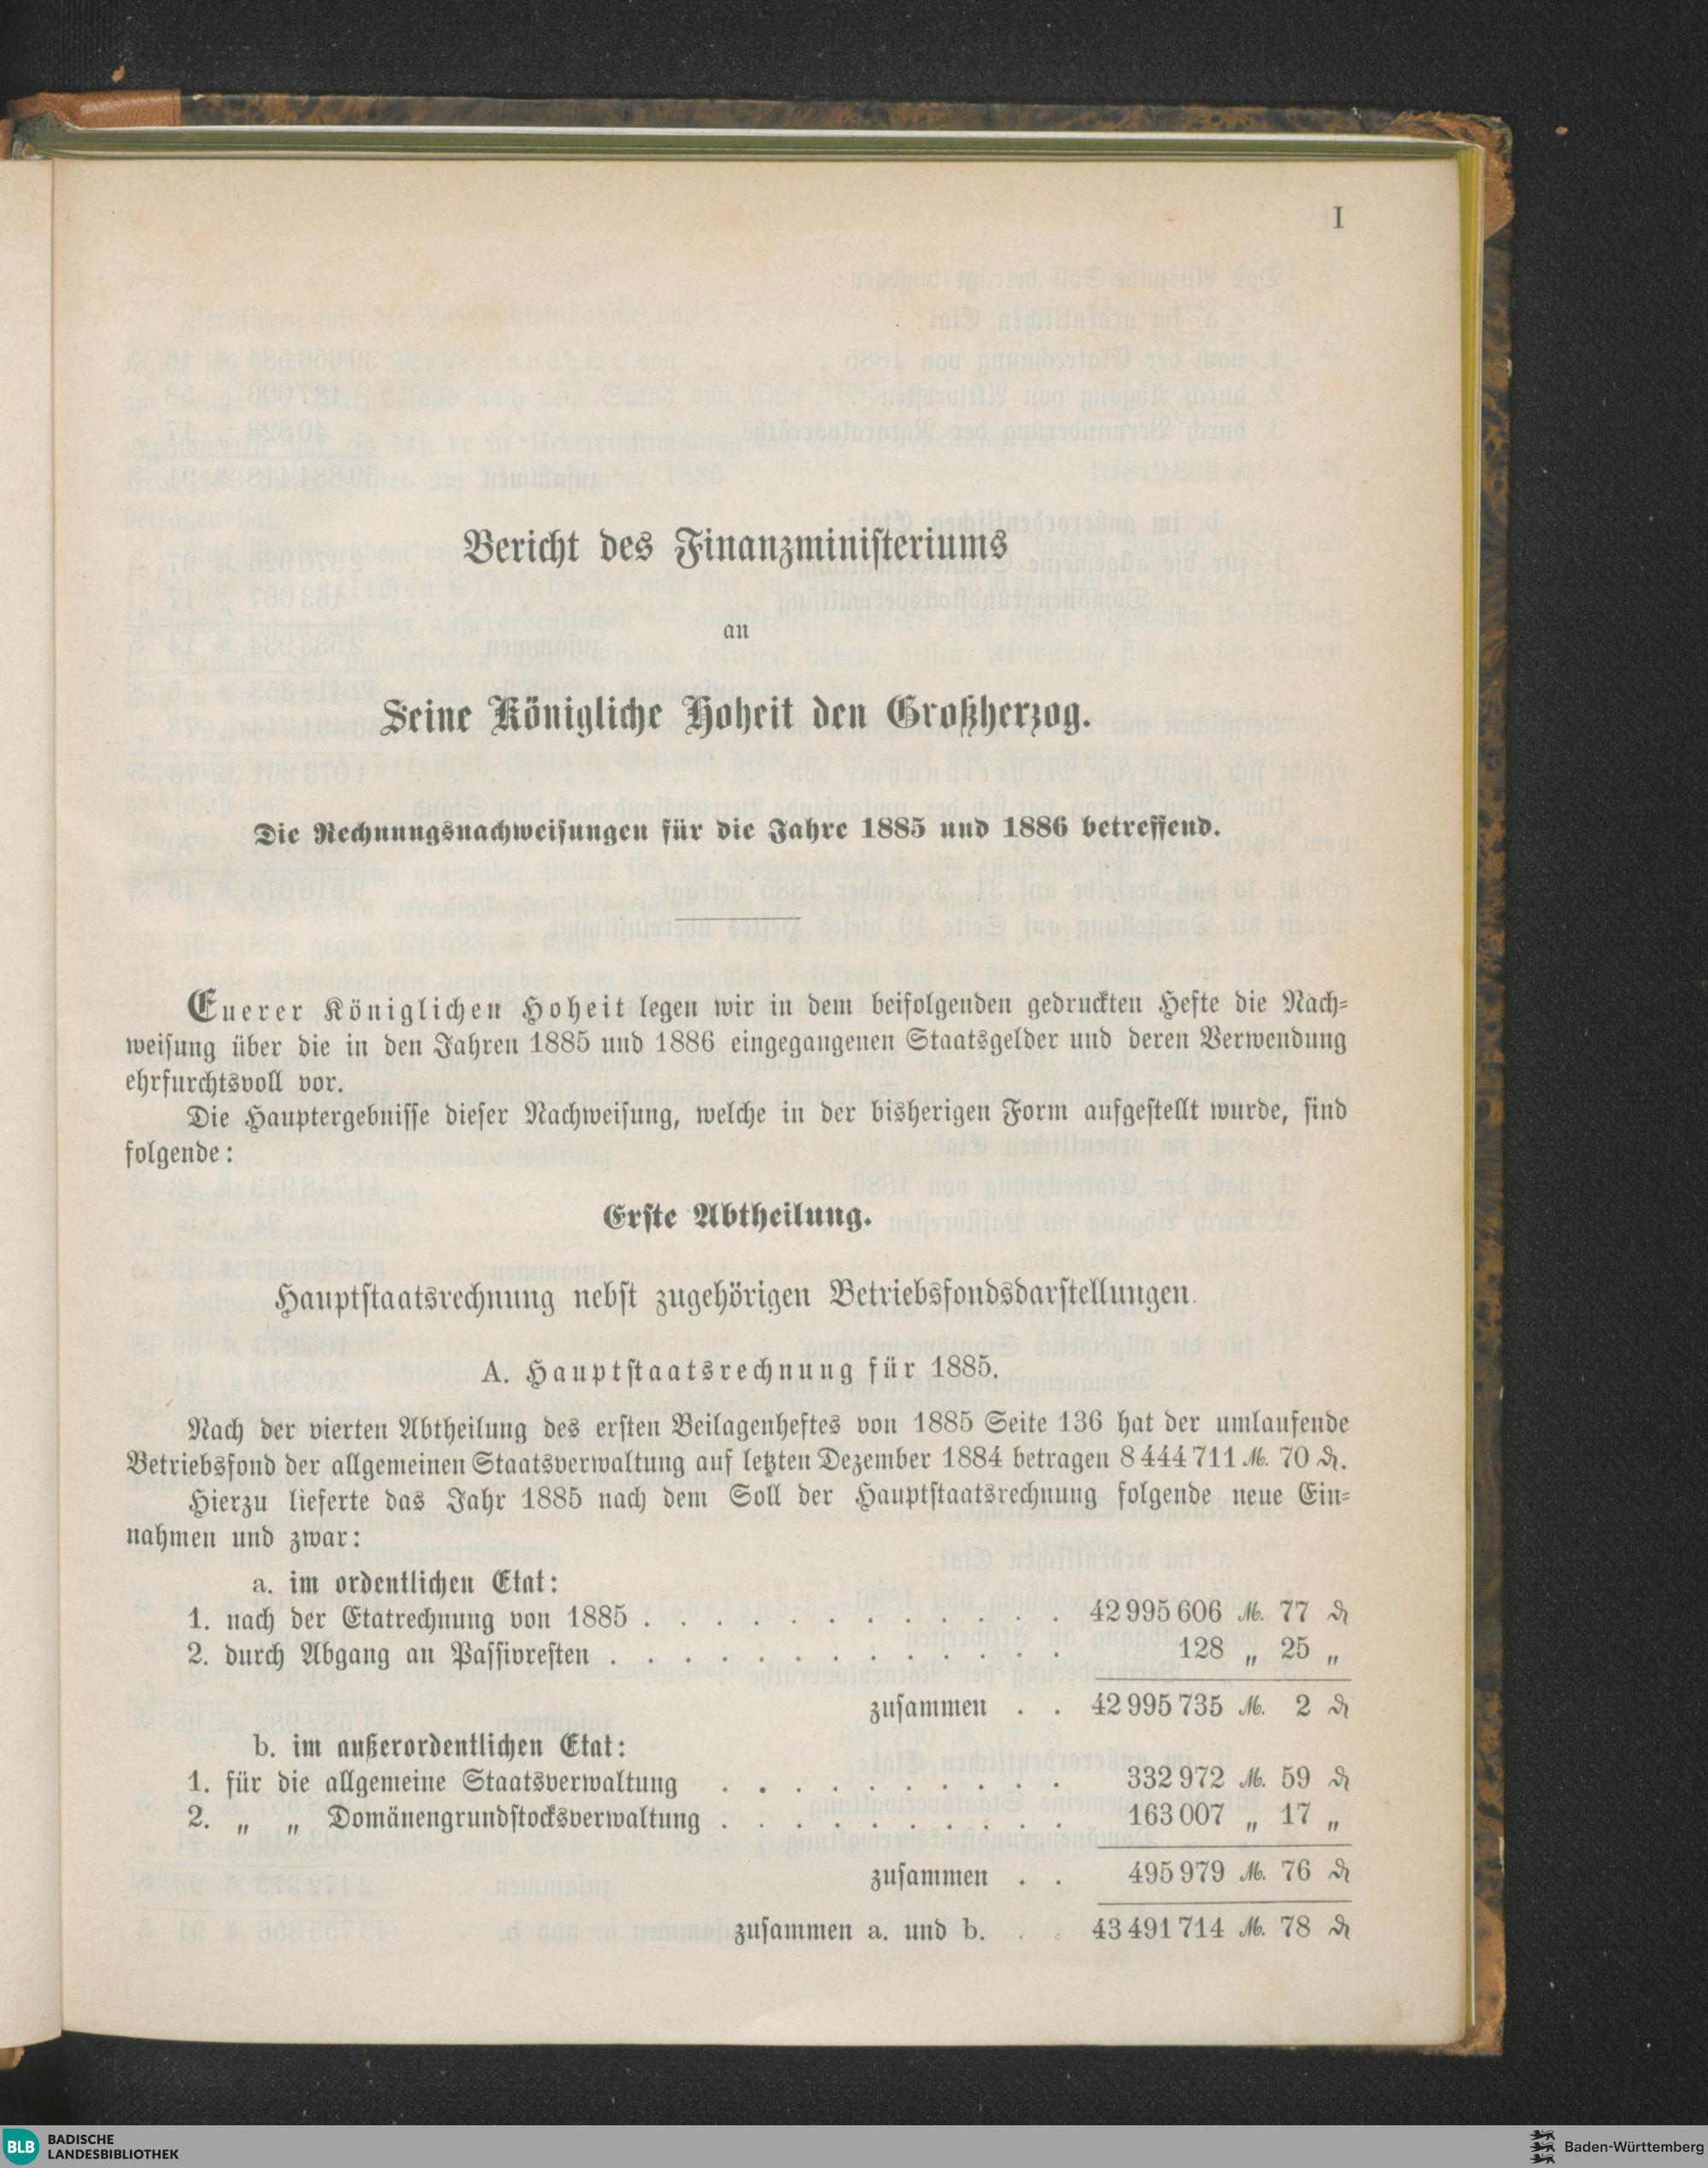 I
Bericht des Finanzministeriums
an
Seine Königliche Hoheit den Großherzog.
Die Rechnungsnachweisungen für die Jahre 1885 und 1886 betreffend.
Euerer Königlichen Hoheit legen wir in dem beifolgenden gedruckten Hefte die Nach-
weisung über die in den Jahren 1885 und 1886 eingegangenen Staatsgelder und deren Verwendung
ehrfurchtsvoll vor.
Die Hauptergebnisse dieser Nachweisung, welche in der bisherigen Form aufgestellt wurde, sind
folgende:
Erste Abtheilung.
Hauptstaatsrechnung nebst zugehörigen Betriebsfondsdarstellungen.
A. Hauptstaatsrechnung für 1885.
Nach der vierten Abtheilung des ersten Beilagenheftes von 1885 Seite 136 hat der umlaufende
Betriebsfond der allgemeinen Staatsverwaltung auf letzten Dezember 1884 betragen 8 444 711 ℳ. 70 ₰.
Hierzu lieferte das Jahr 1885 nach dem Soll der Hauptstaatsrechnung folgende neue Ein-
nahmen und zwar:
a. im ordentlichen Etat:
1. nach der Etatrechnung von 1885 . . . . . . . . . . . . 42 995 606 ℳ. 77 ₰
2. durch Abgang an Passivresten . . . . . . . . . . . . . 128 „ 25 „
zusammen . . 42 995 735 ℳ. 2 ₰
b. im außerordentlichen Etat:
1. für die allgemeine Staatsverwaltung . . . . . . . . . . 332 972 ℳ. 59 ₰
2. „ „ Domänengrundstocksverwaltung . . . . . . . . . . 163 007 „ 17 „
zusammen . . 495 979 ℳ. 76 ₰
zusammen a. und b. . . 43 491 714 ℳ. 78 ₰
BLB BADISCHE
LANDESBIBLIOTHEK
Baden-Württemberg